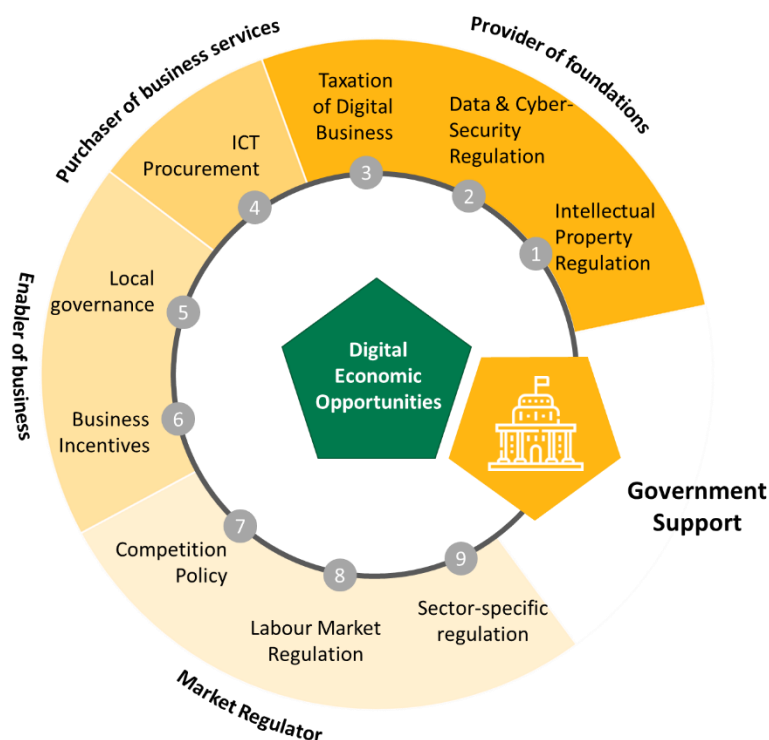 Provider of foundations
Intellectual
Property
Regulation
1
Data & Cyber-
Security
Regulation
2
Taxation
of Digital
Business
3
Purchaser of business services
ICT
Procurement
4
Enabler of business
Local
governance
5
Business
Incentives
6
Market Regulator
Competition
Policy
7
Labour Market
Regulation
8
Sector-specific
regulation
9
Digital
Economic
Opportunities
Government
Support